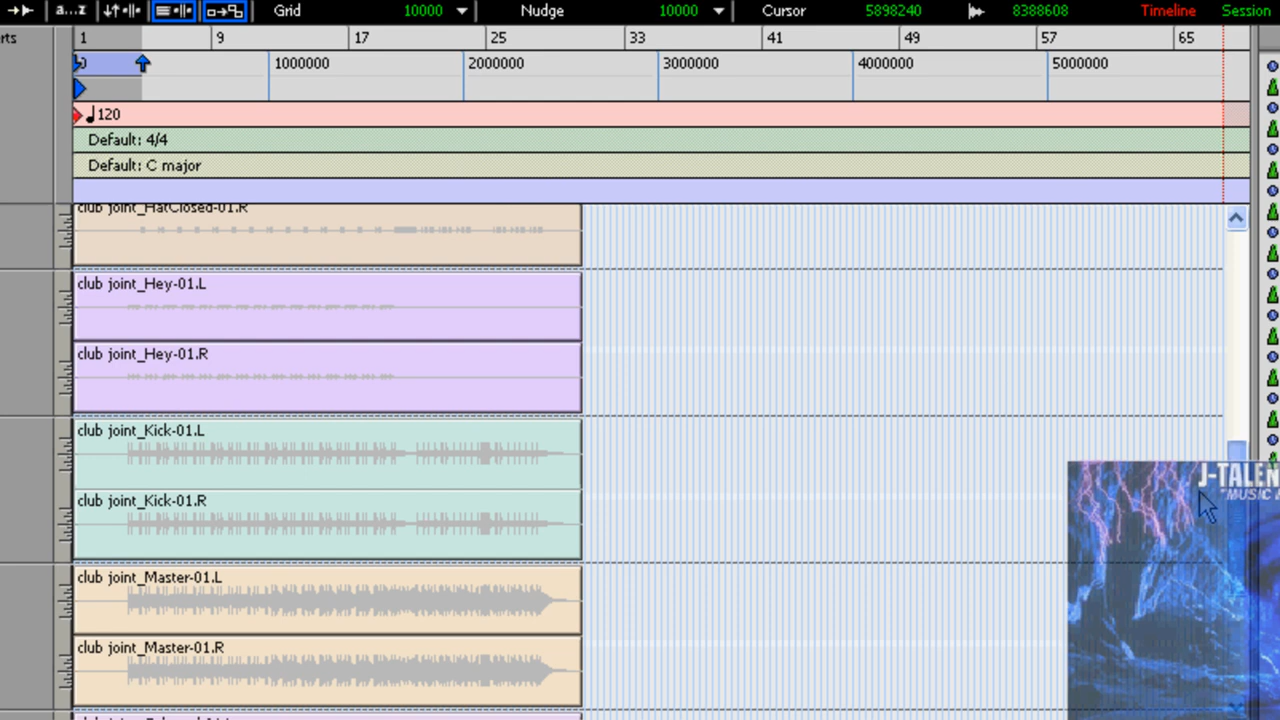 a...z Grid 10000 Nudge 10000 Cursor 5898240 8388608 Timeline Session
rts 1 9 17 25 33 41 49 57 65
0 1000000 2000000 3000000 4000000 5000000
120
Default: 4/4
Default: C major
club joint_HatClosed-01.R
club joint_Hey-01.L
club joint_Hey-01.R
club joint_Kick-01.L
J-TALEN
"MUSIC
club joint_Kick-01.R
club joint_Master-01.L
club joint_Master-01.R